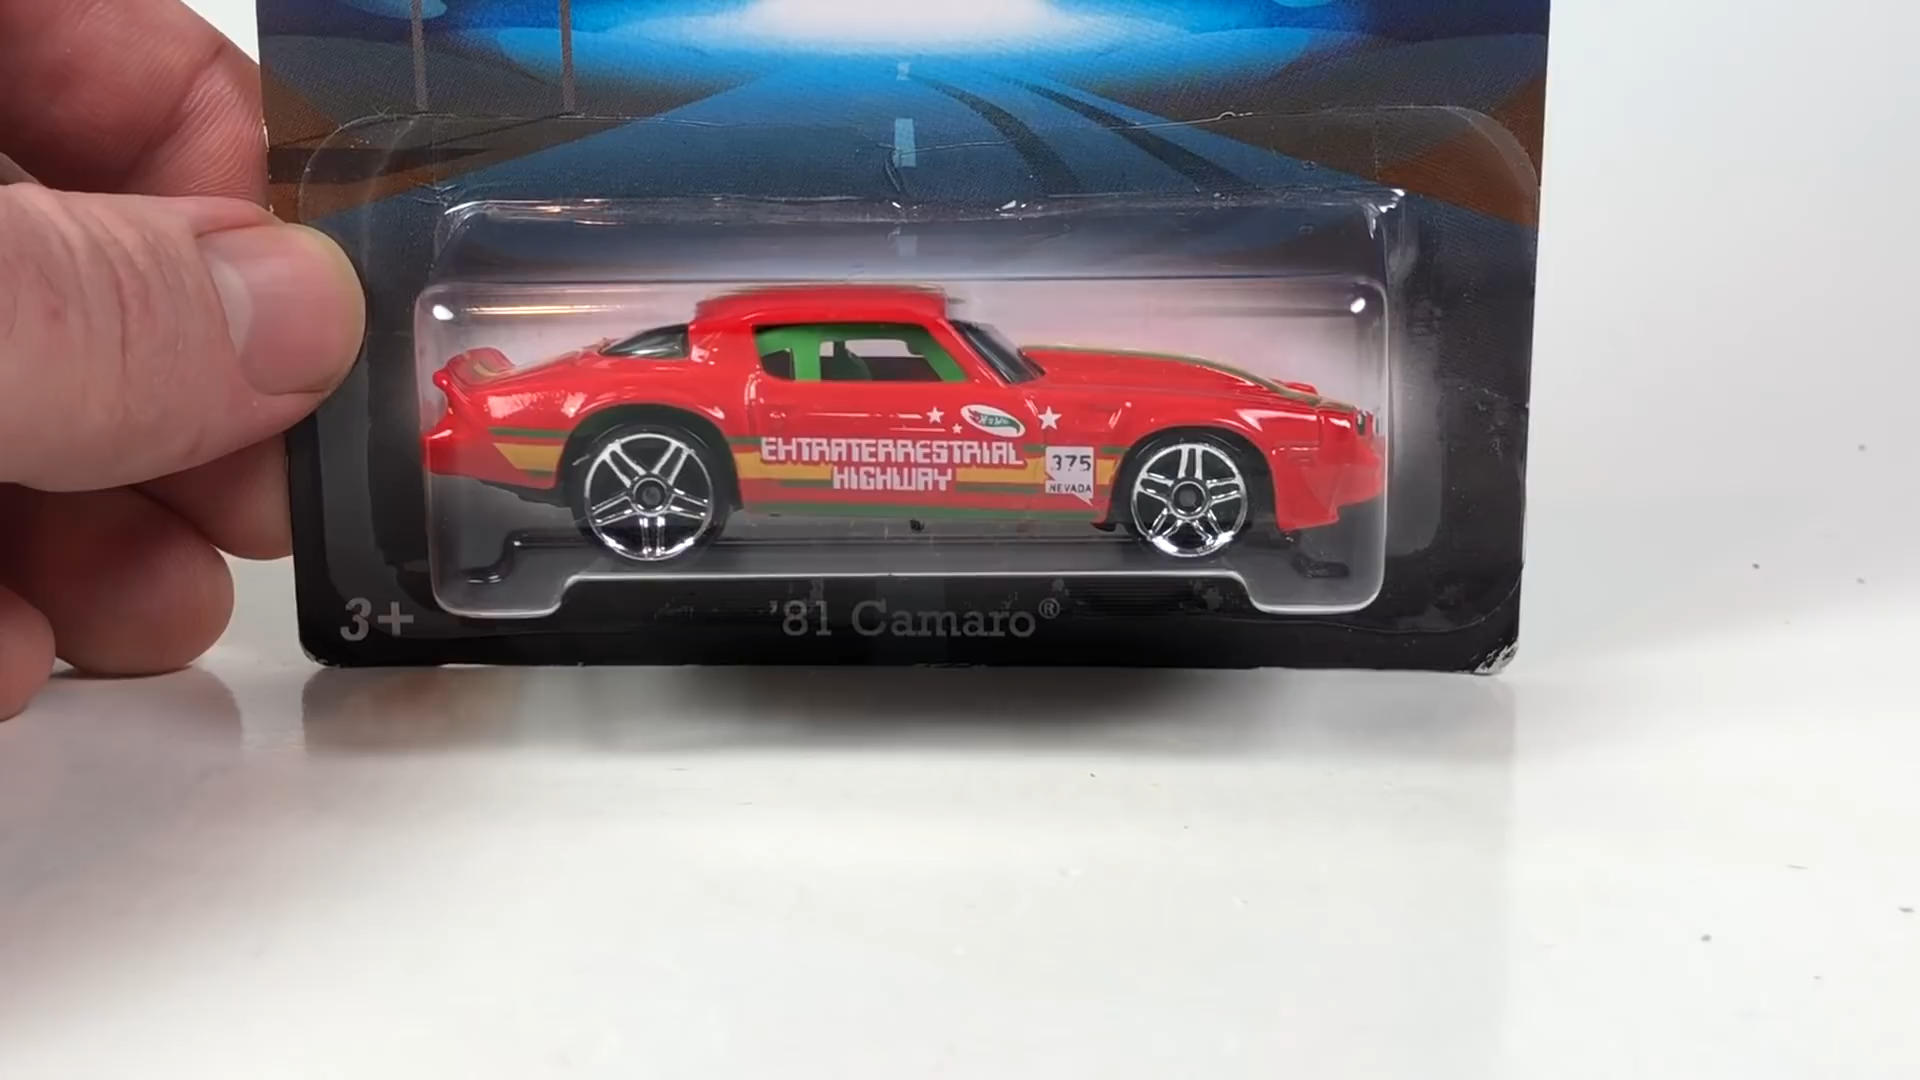 EXTRATERRESTRIAL
HIGHWAY
375
NEVADA
3+
'81 Camaro®